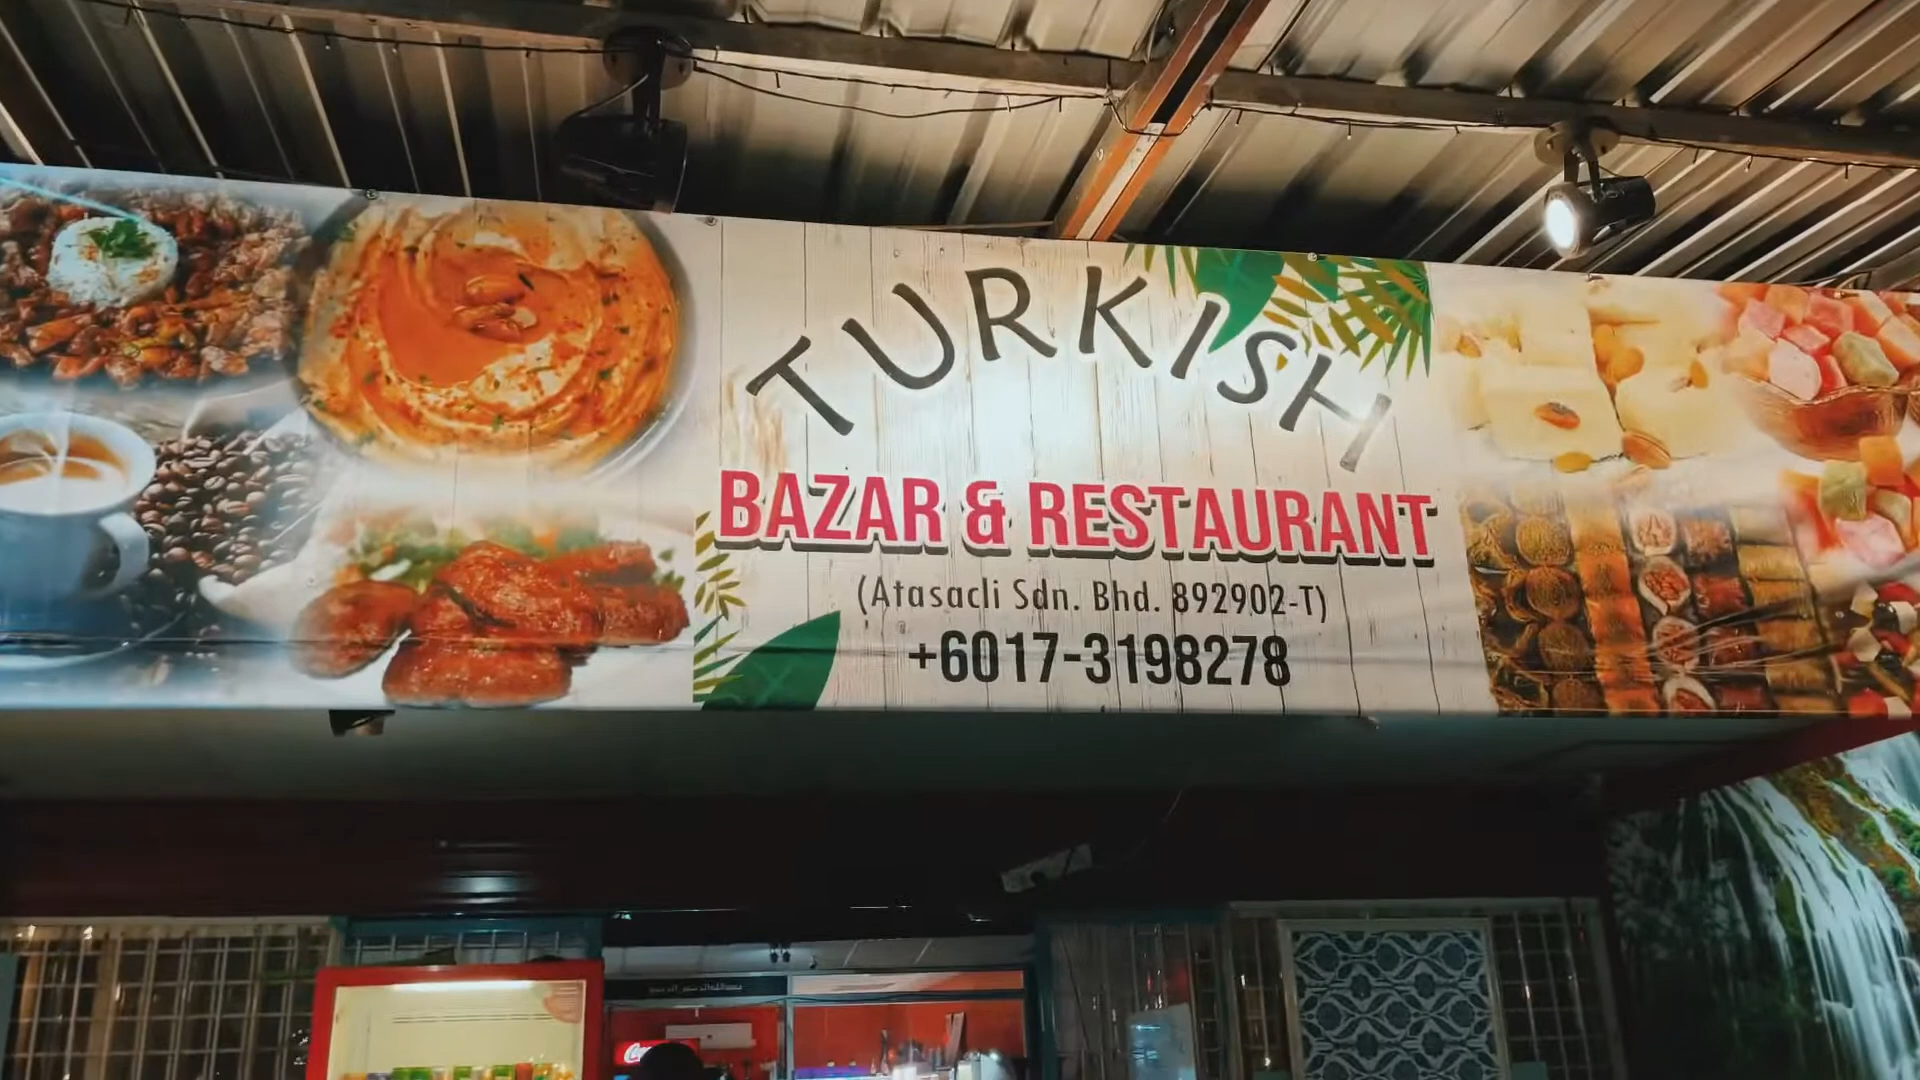 TURKISH
BAZAR & RESTAURANT
(Atasacli Sdn. Bhd. 892902-T)
+6017-3198278